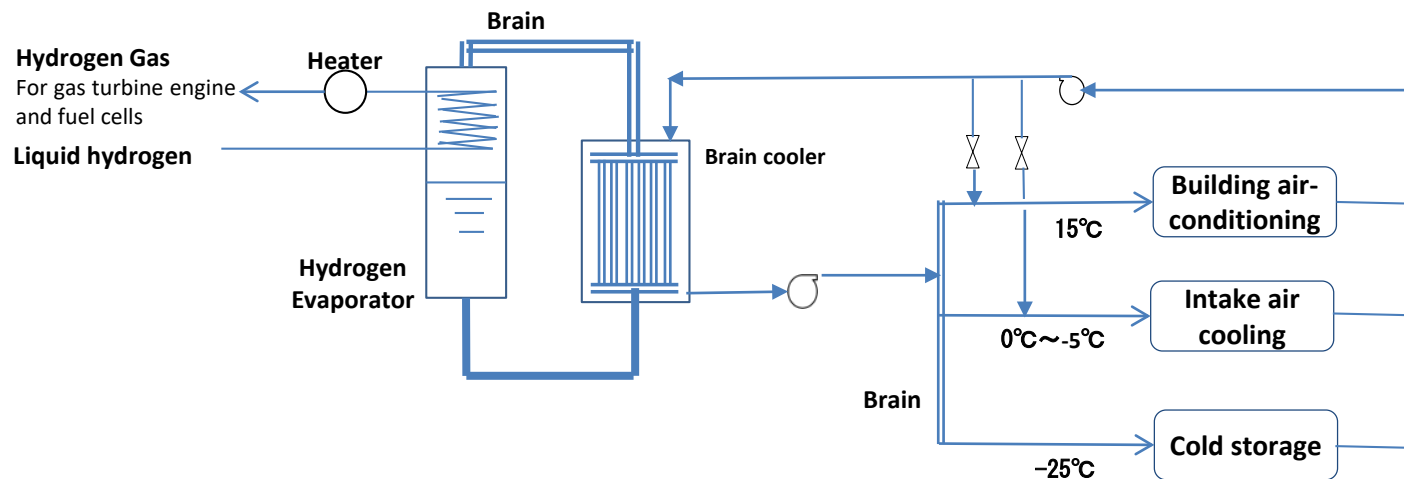 Brain
Hydrogen Gas
For gas turbine engine
and fuel cells
Heater
Liquid hydrogen
Brain cooler
Building air-
conditioning
15℃
Hydrogen
Evaporator
Intake air
cooling
0℃～-5℃
Brain
Cold storage
−25℃